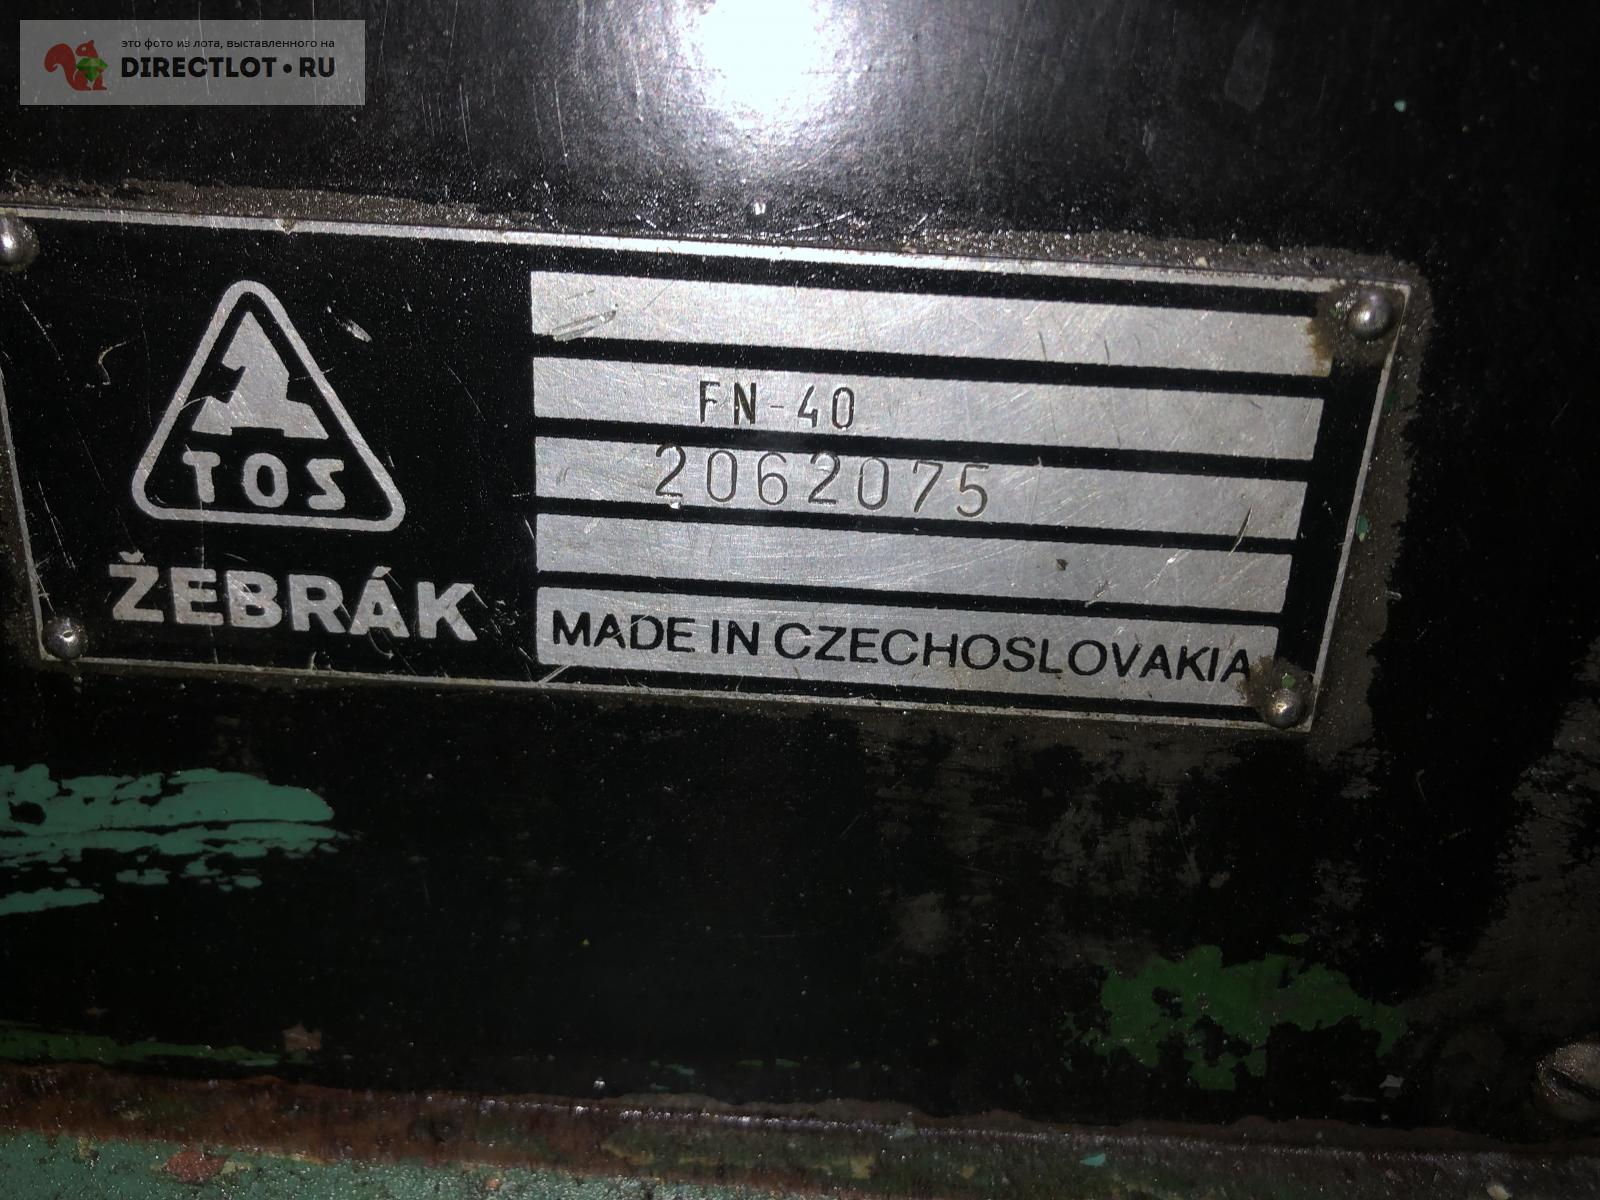 это фото из лота, выставленного на
DIRECTLOT•RU
TOS
ŽEBRÁK
FN-40
2062075
MADE IN CZECHOSLOVAKIA